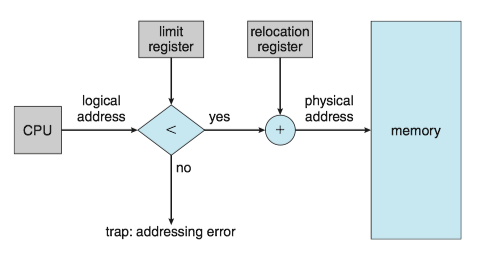 limit
register
relocation
register
logical
address
physical
address
CPU
<
yes
+
memory
no
trap: addressing error